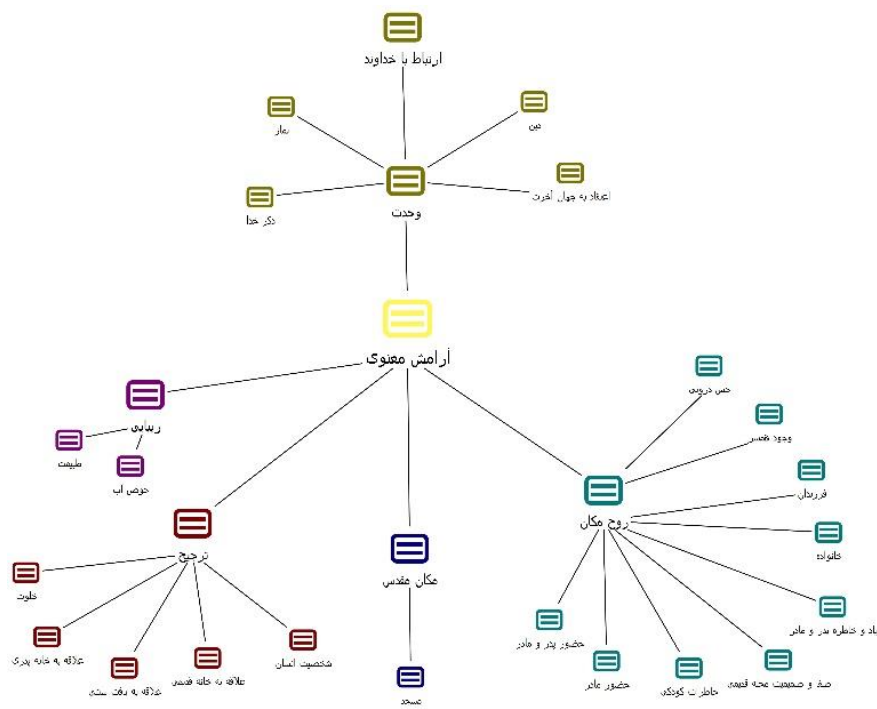 ارتباط با خداوند
نماز
دین
ذکر خدا
اعتقاد به جهان آخرت
وحدت
آرامش معنوی
زیبایی
طبیعت
حوض آب
حس درونی
وجود همسر
فرزندان
خانواده
روح مکان
یاد و خاطره پدر و مادر
صفا و صمیمیت محله قدیمی
خاطرات کودکی
حضور مادر
حضور پدر و مادر
ترجیح
خلوت
علاقه به خانه پدری
علاقه به بافت سنتی
علاقه به خانه قدیمی
شخصیت انسان
مکان مقدس
مسجد